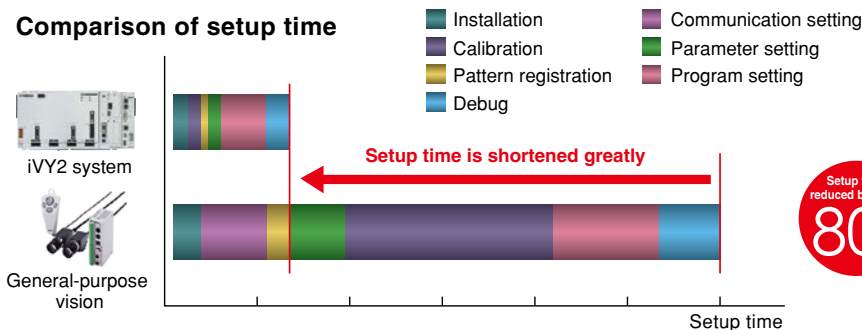 Comparison of setup time
Installation
Calibration
Pattern registration
Debug
Communication setting
Parameter setting
Program setting
iVY2 system
Setup time is shortened greatly
Setup
reduced
80
General-purpose
vision
Setup time